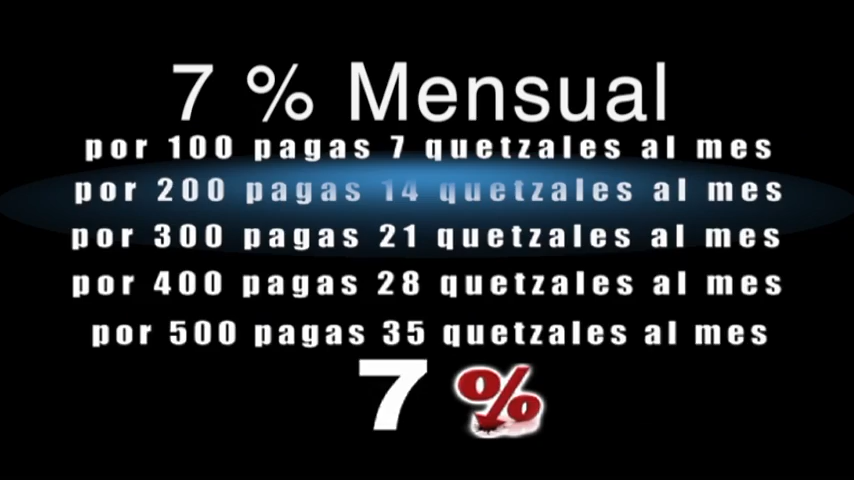 7 % Mensual
por 100 pagas 7 quetzales al mes
por 200 pagas 14 quetzales al mes
por 300 pagas 21 quetzales al mes
por 400 pagas 28 quetzales al mes
por 500 pagas 35 quetzales al mes
7 %